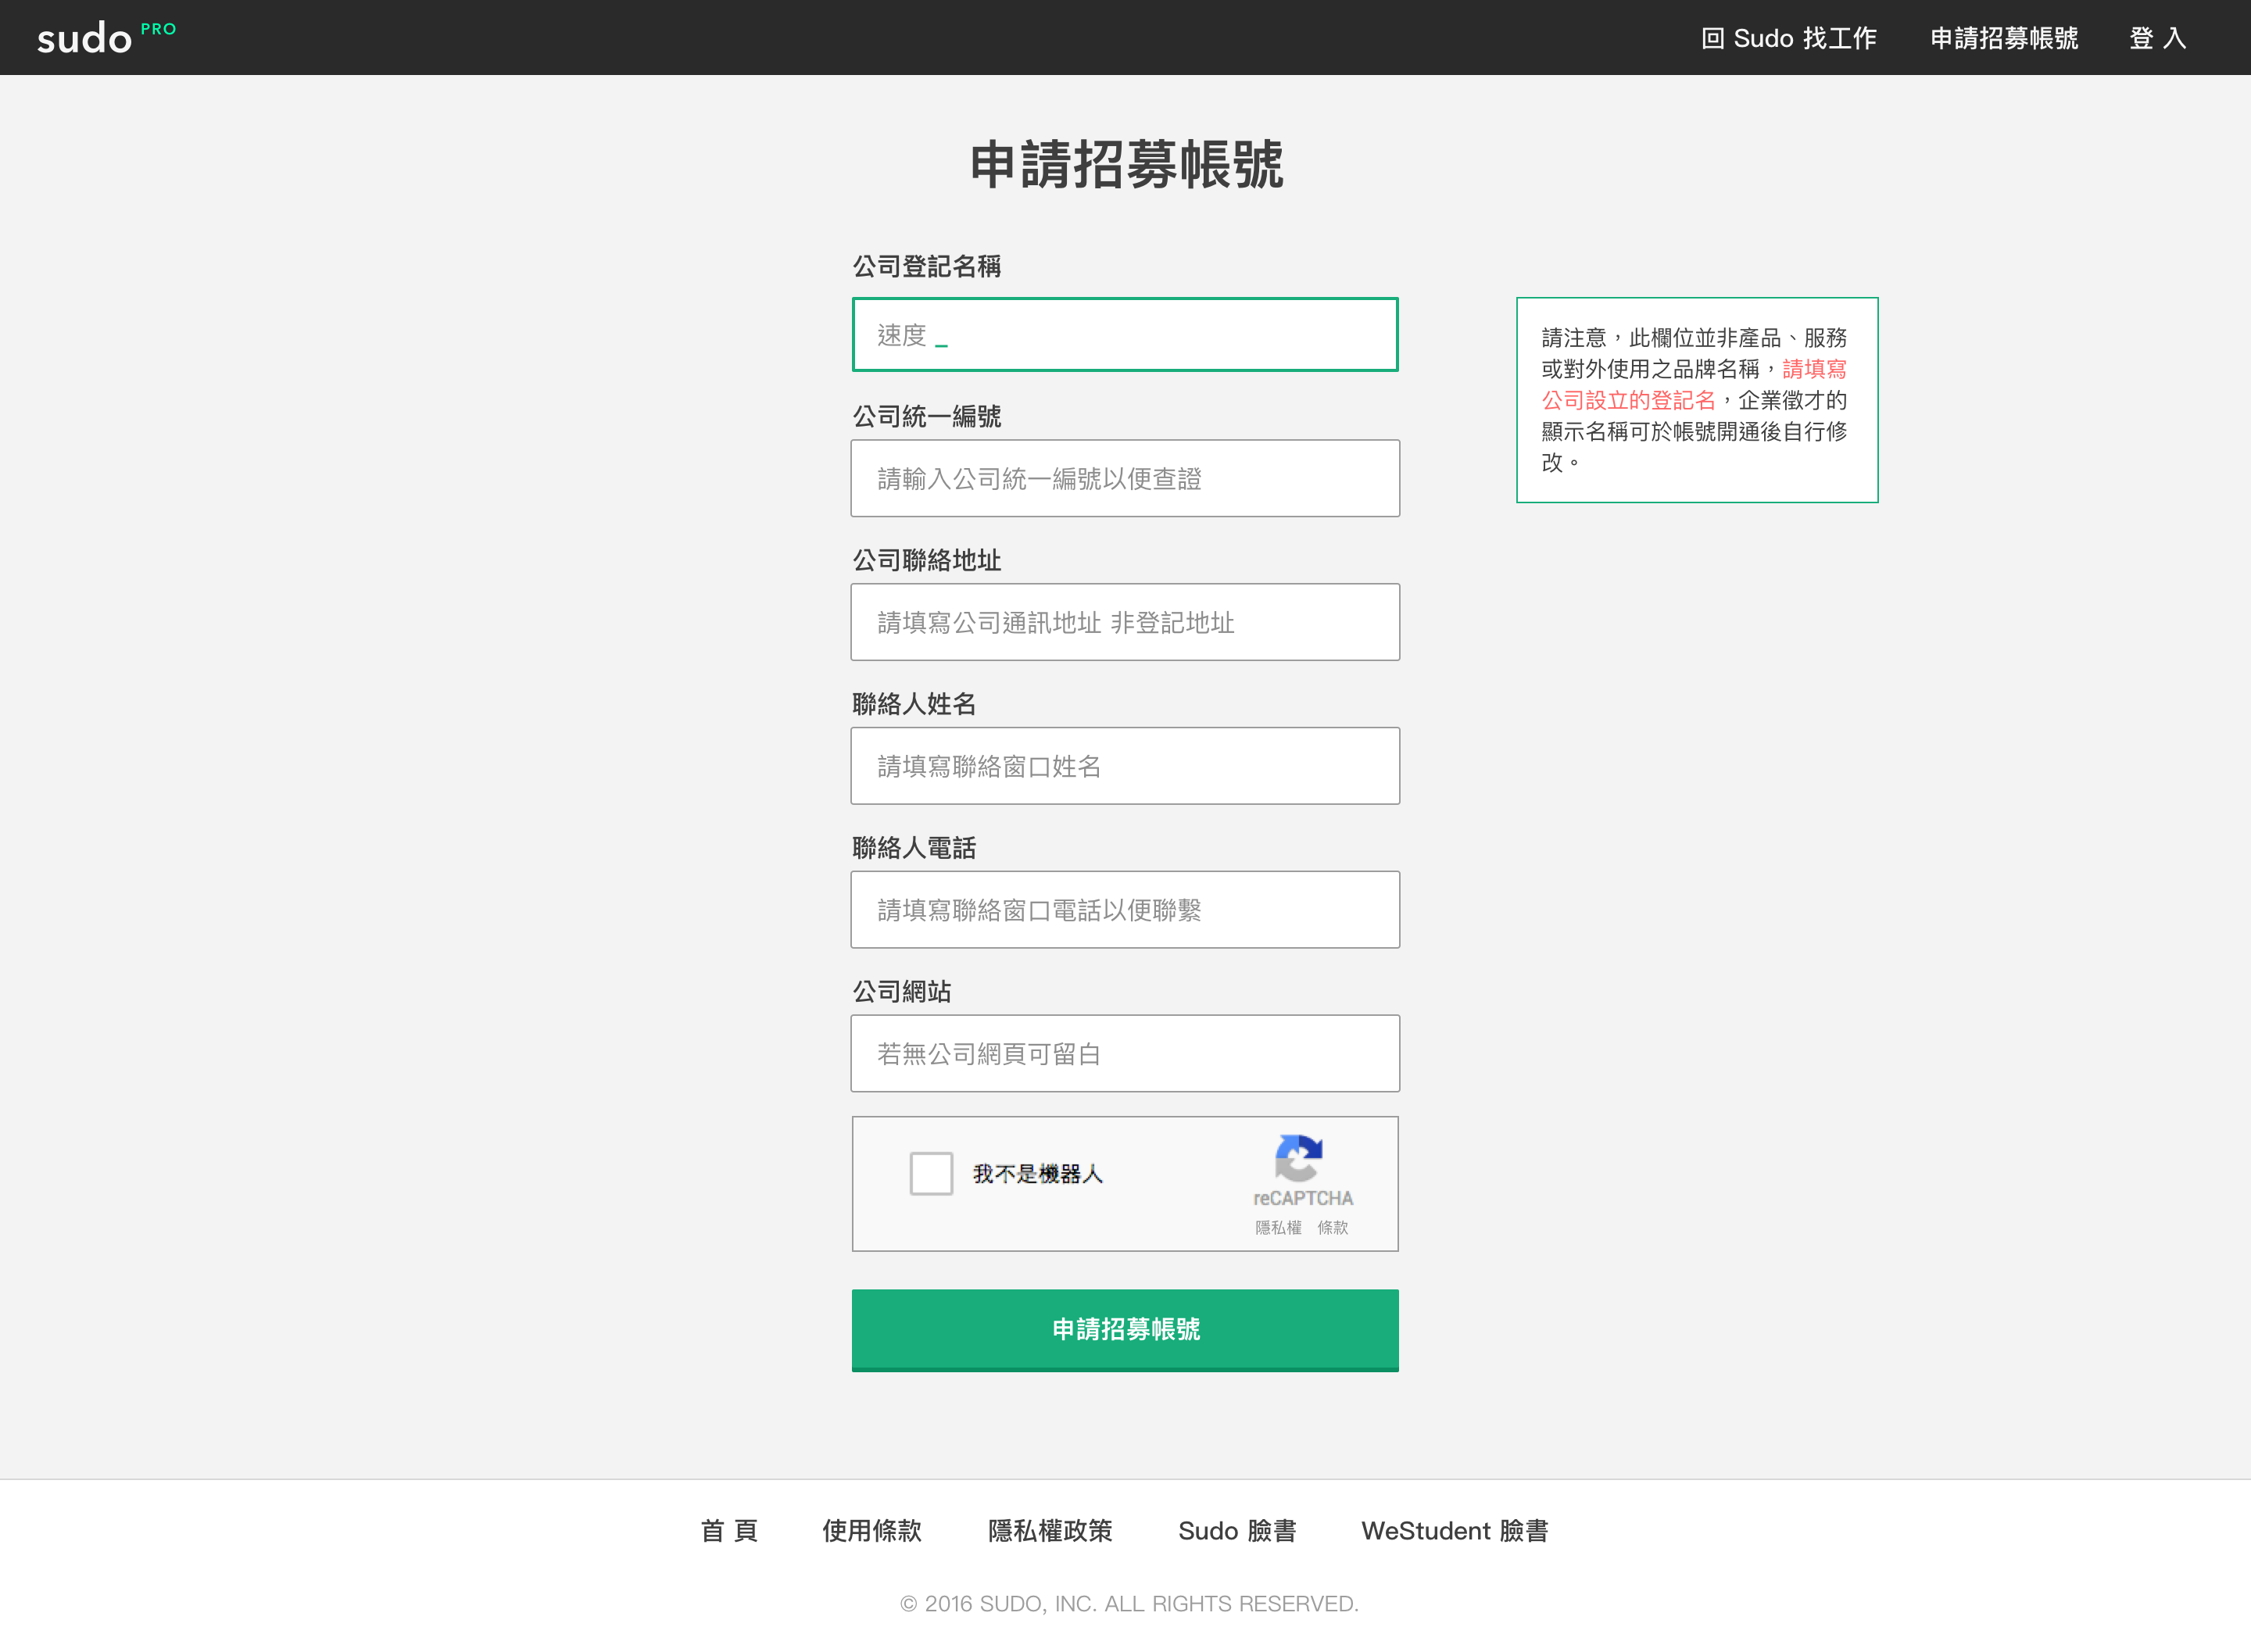 sudo PRO
回 Sudo 找工作
申請招募帳號
登 入
申請招募帳號
公司登記名稱
速度 _
請注意，此欄位並非產品、服務
或對外使用之品牌名稱，請填寫
公司設立的登記名，企業徵才的
顯示名稱可於帳號開通後自行修
改。
公司統一編號
請輸入公司統一編號以便查證
公司聯絡地址
請填寫公司通訊地址 非登記地址
聯絡人姓名
請填寫聯絡窗口姓名
聯絡人電話
請填寫聯絡窗口電話以便聯繫
公司網站
若無公司網頁可留白
我不是機器人
reCAPTCHA
隱私權 條款
申請招募帳號
首 頁
使用條款
隱私權政策
Sudo 臉書
WeStudent 臉書
© 2016 SUDO, INC. ALL RIGHTS RESERVED.